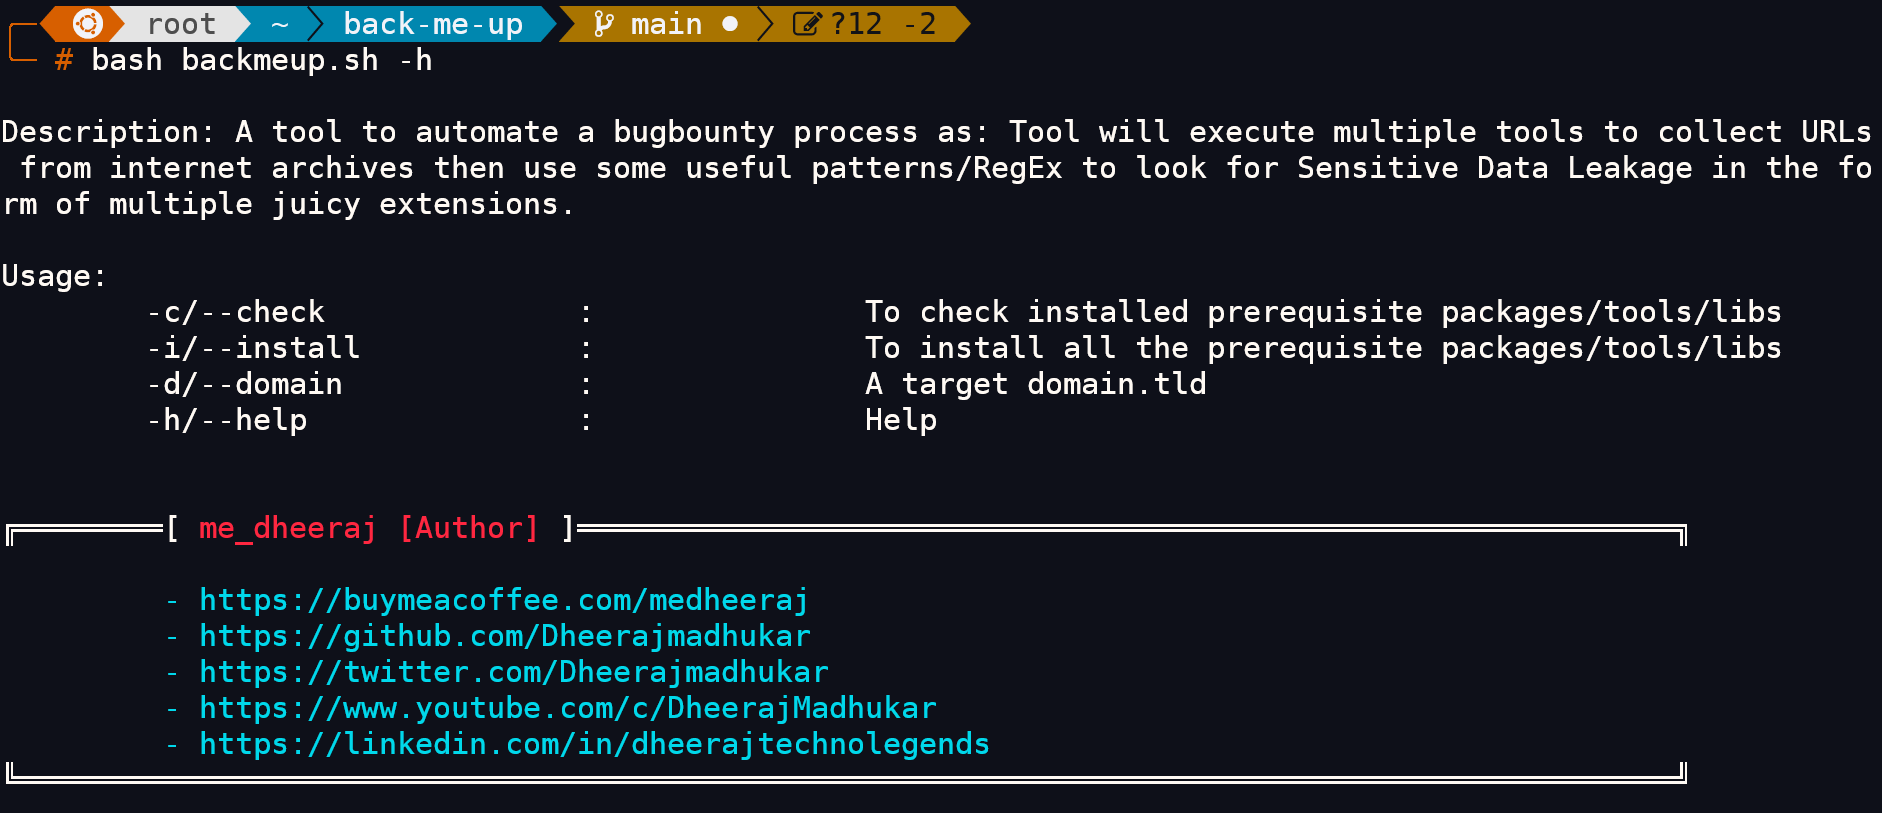 root ~ back-me-up main ?12 -2
# bash backmeup.sh -h
Description: A tool to automate a bugbounty process as: Tool will execute multiple tools to collect URLs
from internet archives then use some useful patterns/RegEx to look for Sensitive Data Leakage in the fo
rm of multiple juicy extensions.
Usage:
-c/--check : To check installed prerequisite packages/tools/libs
-i/--install : To install all the prerequisite packages/tools/libs
-d/--domain : A target domain.tld
-h/--help : Help
[ me_dheeraj [Author] ]
- https://buymeacoffee.com/medheeraj
- https://github.com/Dheerajmadhukar
- https://twitter.com/Dheerajmadhukar
- https://www.youtube.com/c/DheerajMadhukar
- https://linkedin.com/in/dheerajtechnolegends